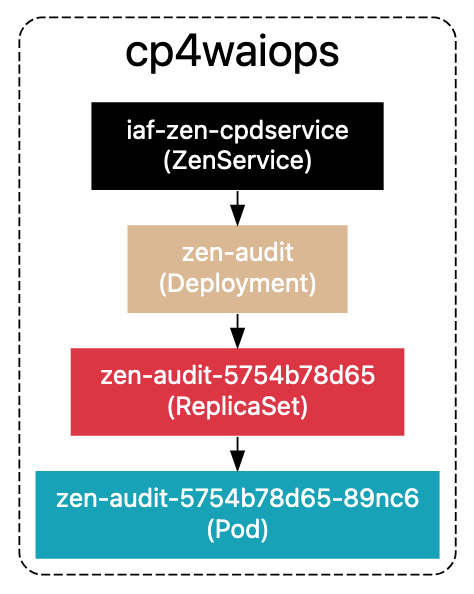 cp4waiops
iaf-zen-cpdservice
(ZenService)
zen-audit
(Deployment)
zen-audit-5754b78d65
(ReplicaSet)
zen-audit-5754b78d65-89nc6
(Pod)